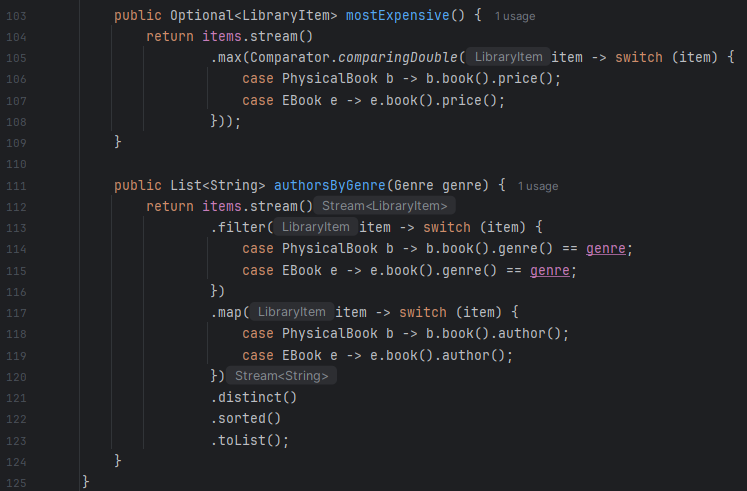 103 public Optional<LibraryItem> mostExpensive() { 1 usage
104 return items.stream()
105 .max(Comparator.comparingDouble( LibraryItem item -> switch (item) {
106 case PhysicalBook b -> b.book().price();
107 case EBook e -> e.book().price();
108 }));
109 }
110
111 public List<String> authorsByGenre(Genre genre) { 1 usage
112 return items.stream() Stream<LibraryItem>
113 .filter( LibraryItem item -> switch (item) {
114 case PhysicalBook b -> b.book().genre() == genre;
115 case EBook e -> e.book().genre() == genre;
116 })
117 .map( LibraryItem item -> switch (item) {
118 case PhysicalBook b -> b.book().author();
119 case EBook e -> e.book().author();
120 }) Stream<String>
121 .distinct()
122 .sorted()
123 .toList();
124 }
125 }